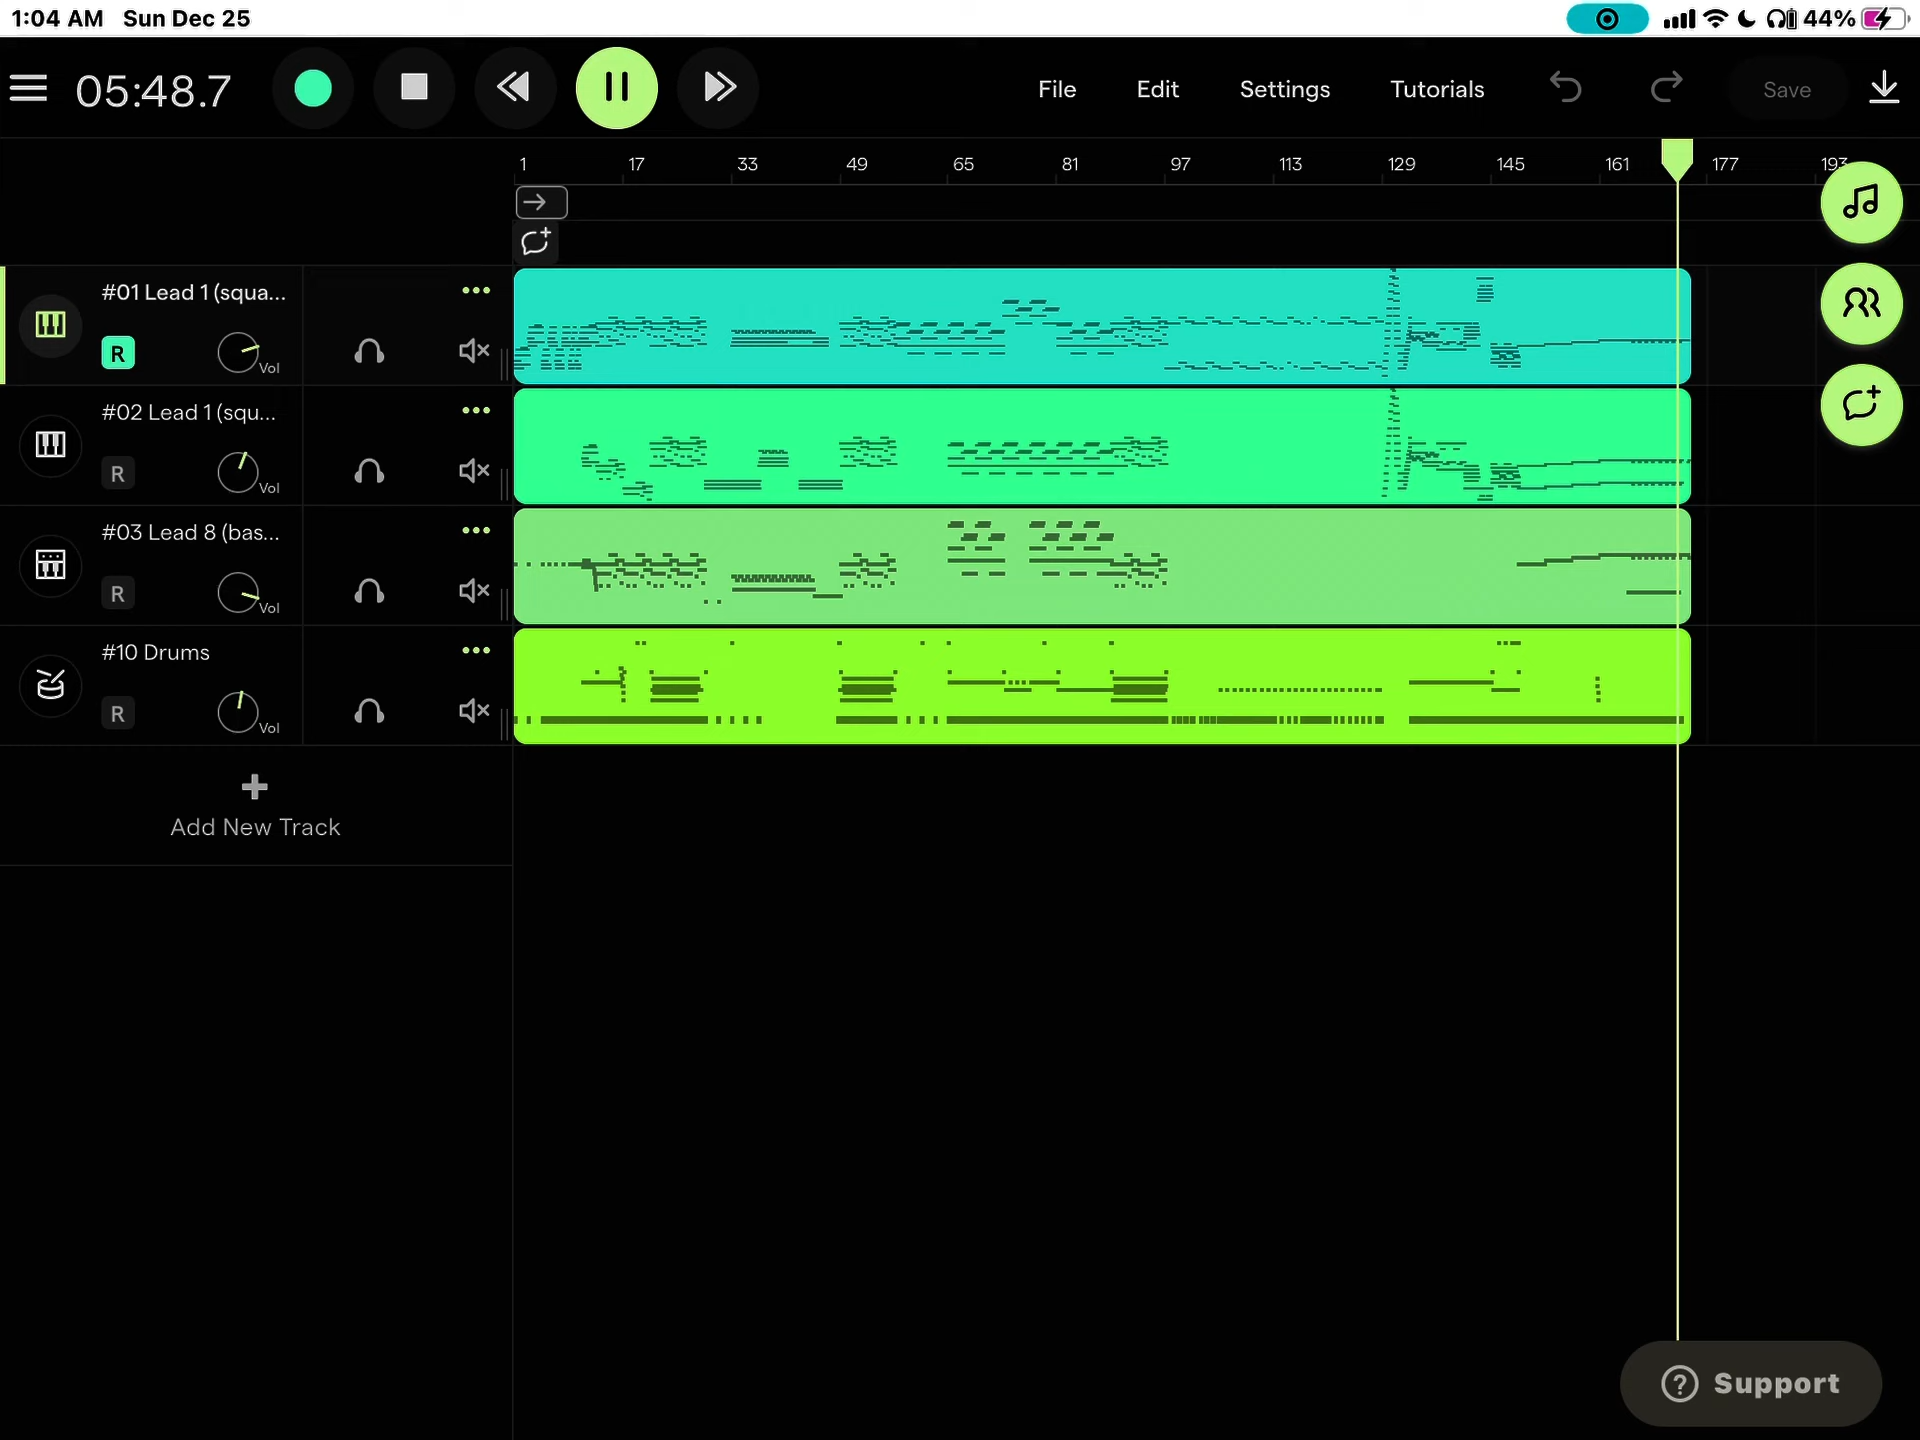 1:04 AM Sun Dec 25
44%
05:48.7
File Edit Settings Tutorials Save
1 17 33 49 65 81 97 113 129 145 161 177 193
#01 Lead 1 (squa...
R Vol
#02 Lead 1 (squ...
R Vol
#03 Lead 8 (bas...
R Vol
#10 Drums
R Vol
Add New Track
Support